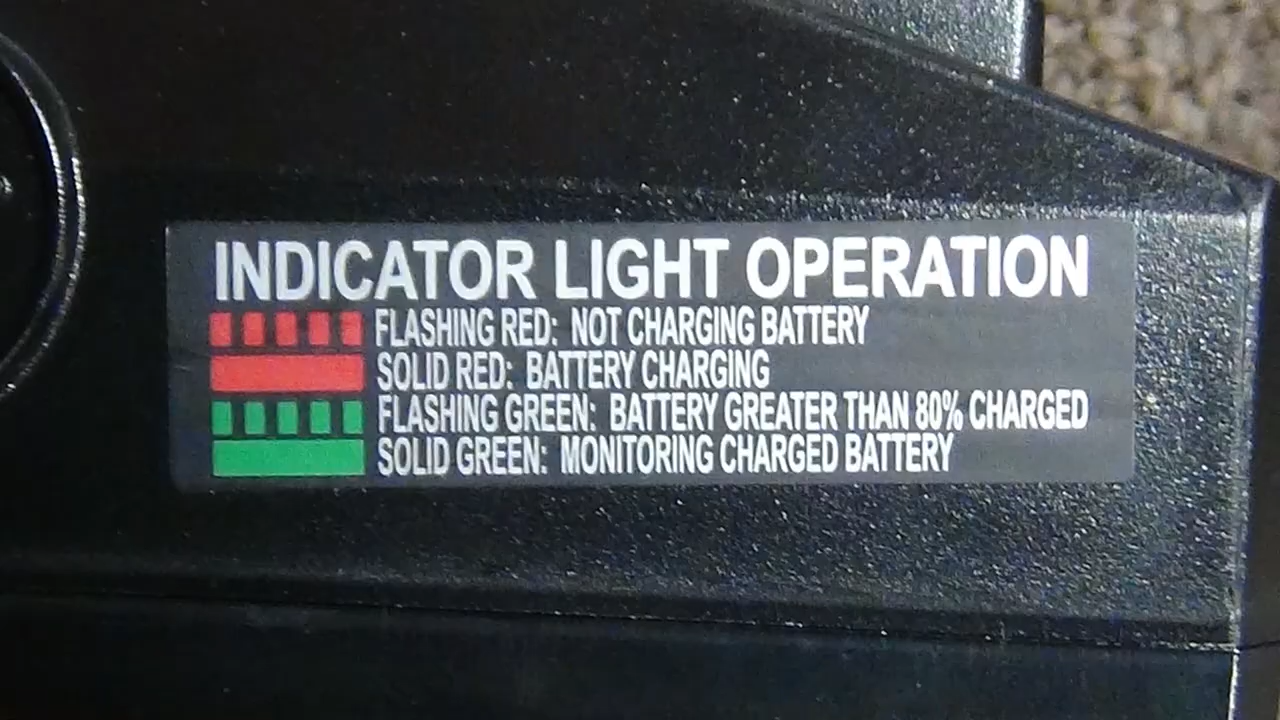 INDICATOR LIGHT OPERATION
FLASHING RED: NOT CHARGING BATTERY
SOLID RED: BATTERY CHARGING
FLASHING GREEN: BATTERY GREATER THAN 80% CHARGED
SOLID GREEN: MONITORING CHARGED BATTERY